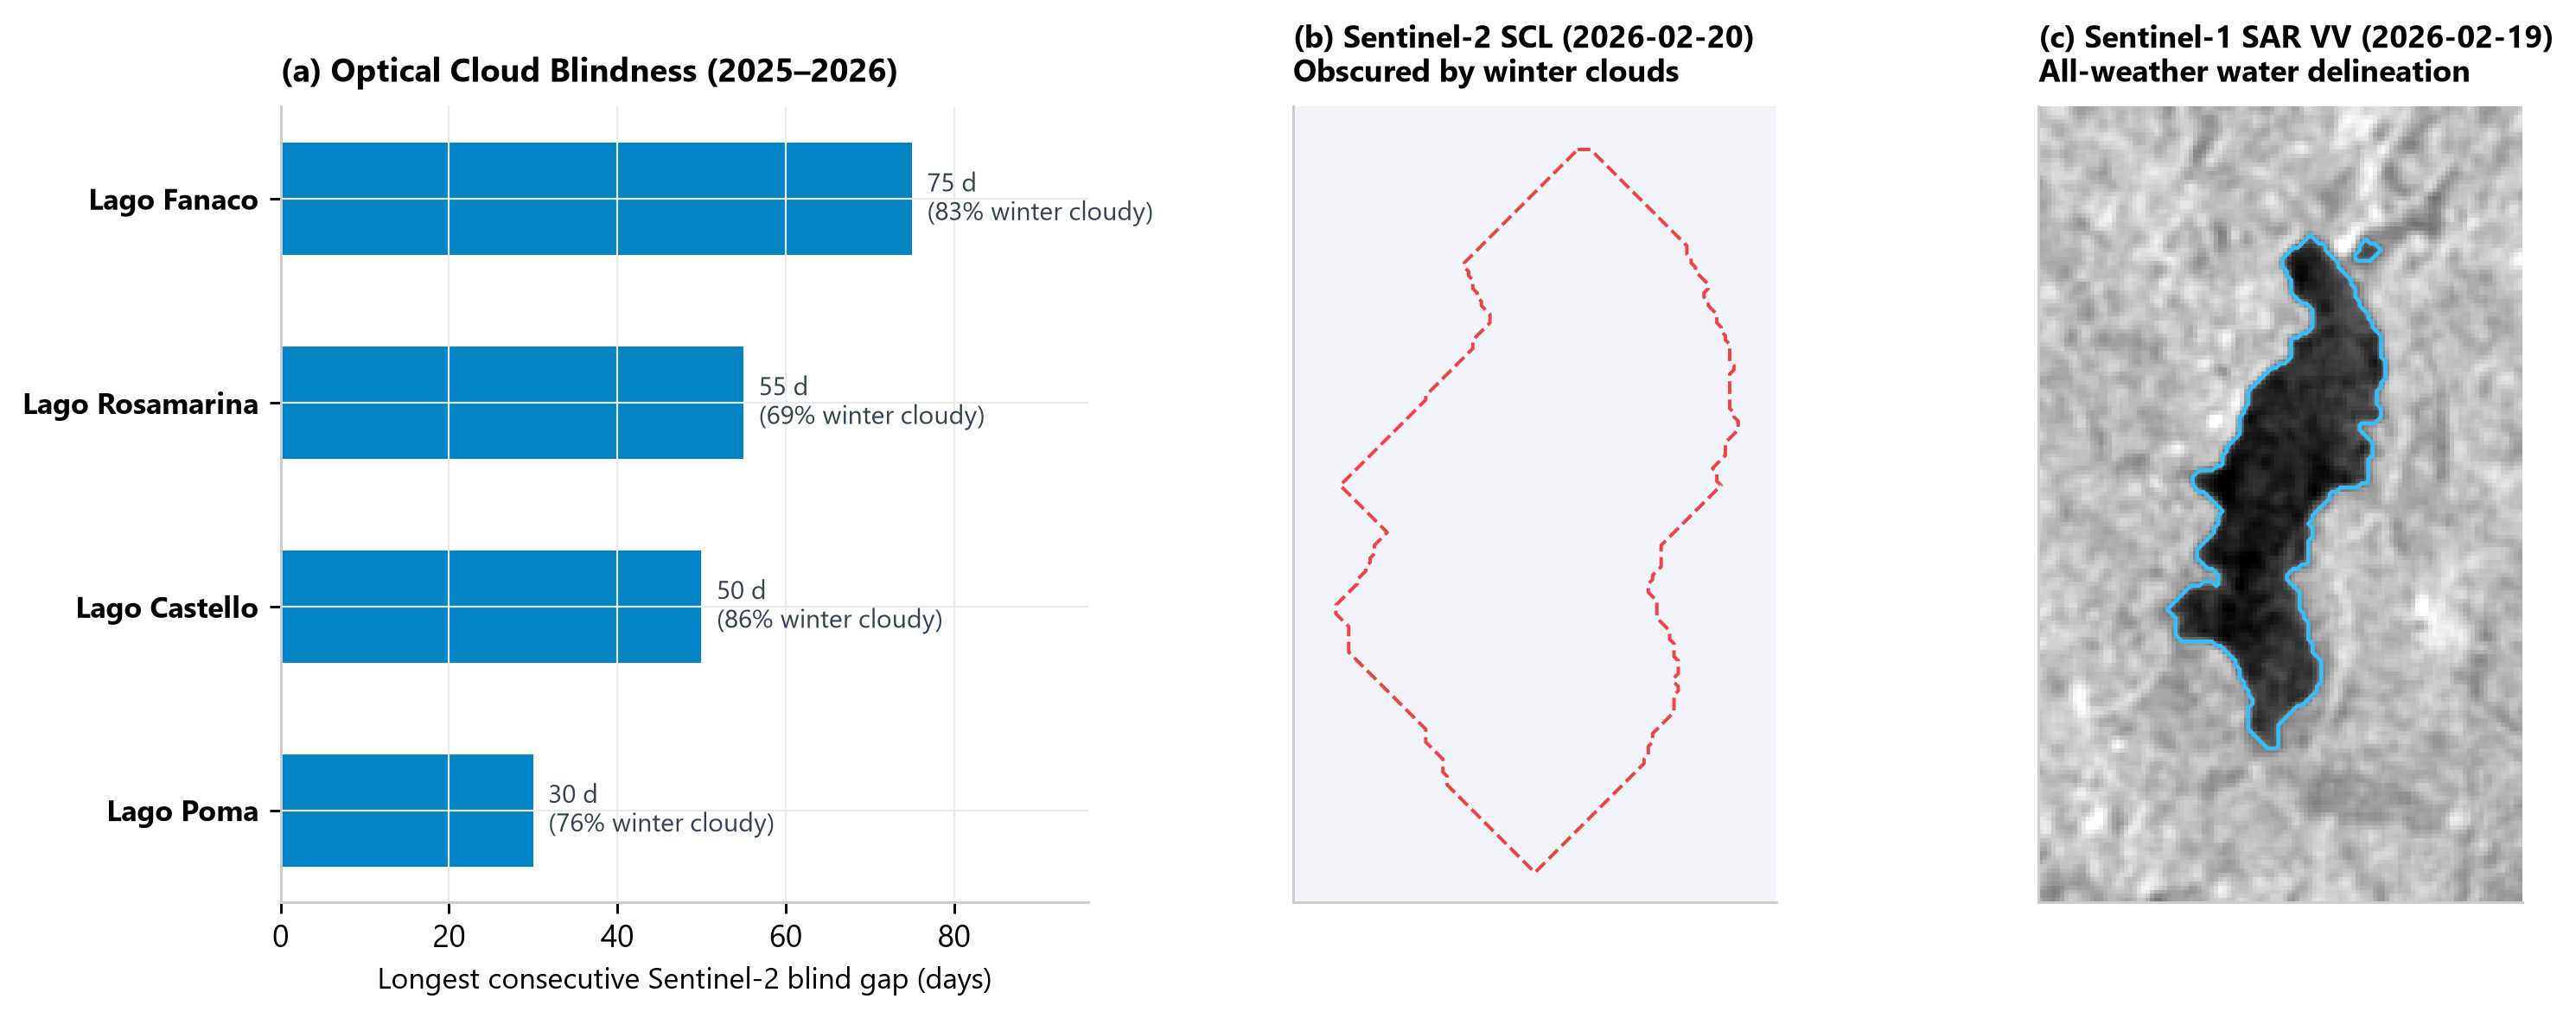 (a) Optical Cloud Blindness (2025–2026)
Lago Fanaco
75 d
(83% winter cloudy)
Lago Rosamarina
55 d
(69% winter cloudy)
Lago Castello
50 d
(86% winter cloudy)
Lago Poma
30 d
(76% winter cloudy)
0 20 40 60 80
Longest consecutive Sentinel-2 blind gap (days)
(b) Sentinel-2 SCL (2026-02-20)
Obscured by winter clouds
(c) Sentinel-1 SAR VV (2026-02-19)
All-weather water delineation